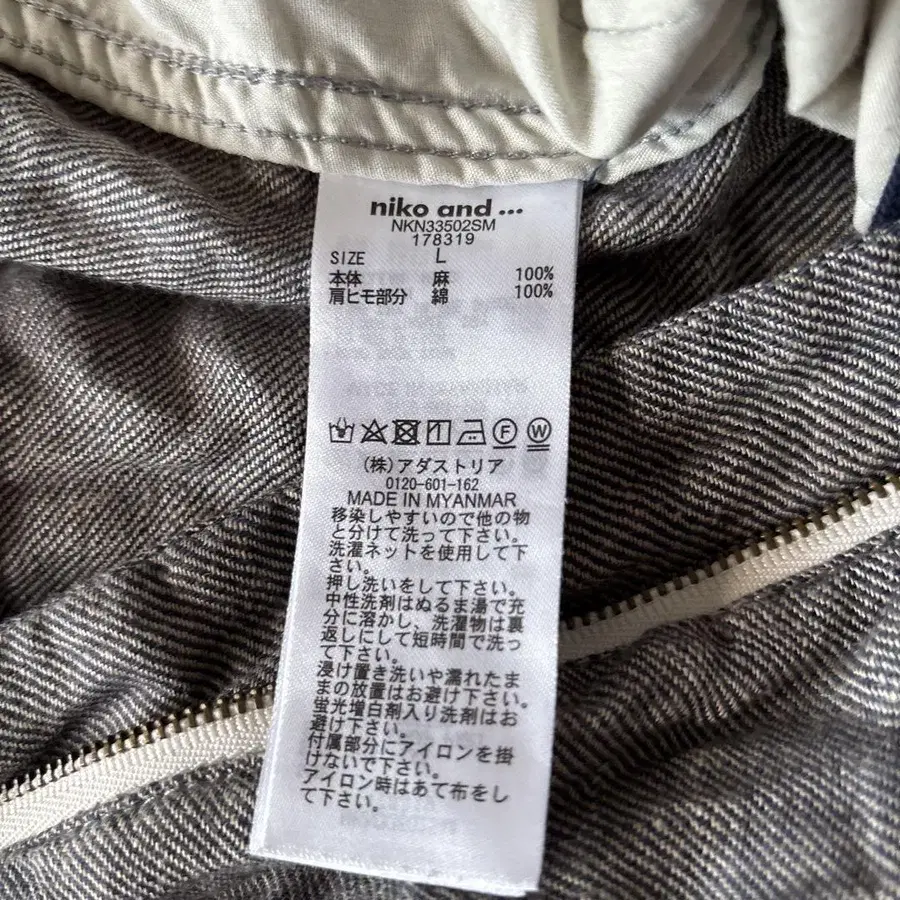 niko and ...
NKN33502SM
178319
SIZE L
本体 麻 100%
肩ヒモ部分 綿 100%
F W
(株)アダストリア
0120-601-162
MADE IN MYANMAR
移染しやすいので他の物
と分けて洗って下さい。
洗濯ネットを使用して下
さい。
押し洗いをして下さい。
中性洗剤はぬるま湯で充
分に溶かし、洗濯物は裏
返しにして短時間で洗っ
て下さい。
浸け置き洗いや濡れたま
まの放置はお避け下さい。
蛍光増白剤入り洗剤はお
避け下さい。
付属部分にアイロンを掛
けないで下さい。
アイロン時はあて布をし
て下さい。